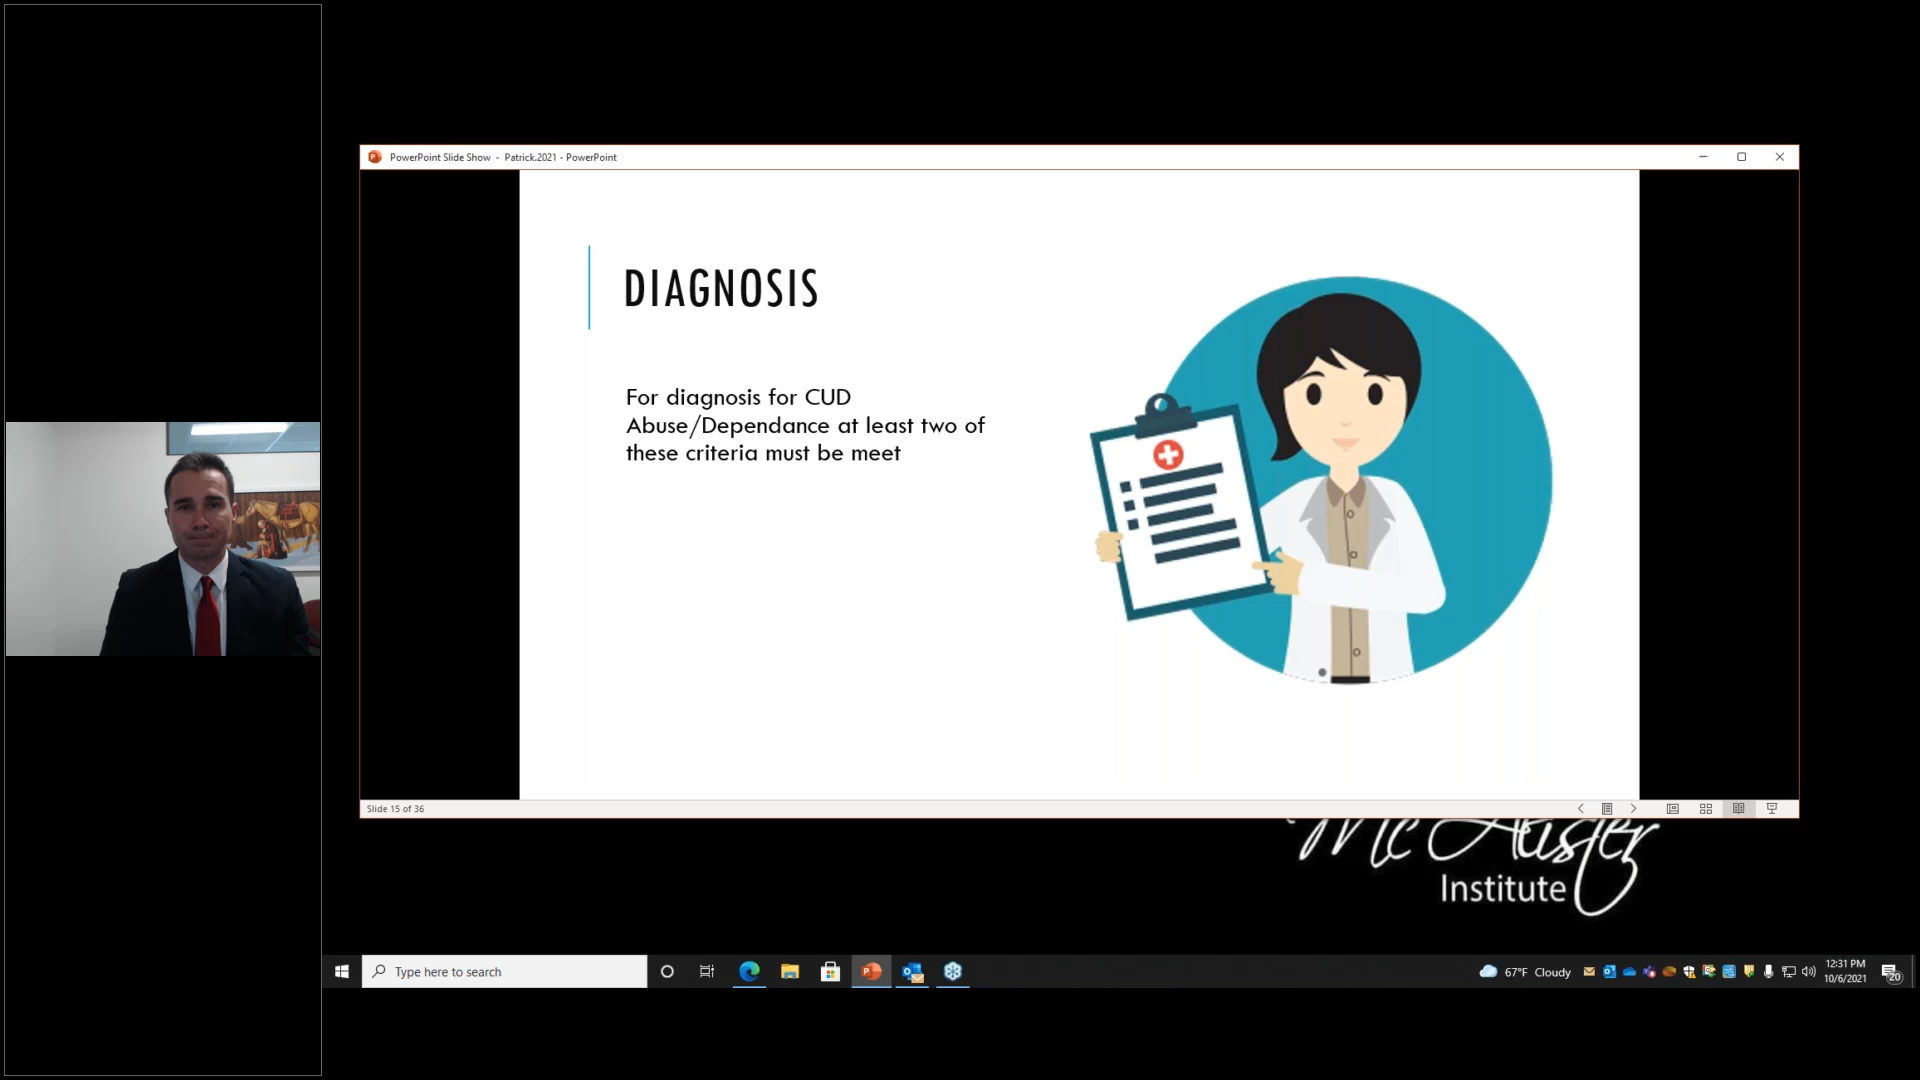 PowerPoint Slide Show - Patrick.2021 - PowerPoint
DIAGNOSIS
For diagnosis for CUD
Abuse/Dependance at least two of
these criteria must be meet
Slide 15 of 36
McAlister
Institute
Type here to search
67°F Cloudy
12:31 PM
10/6/2021
20